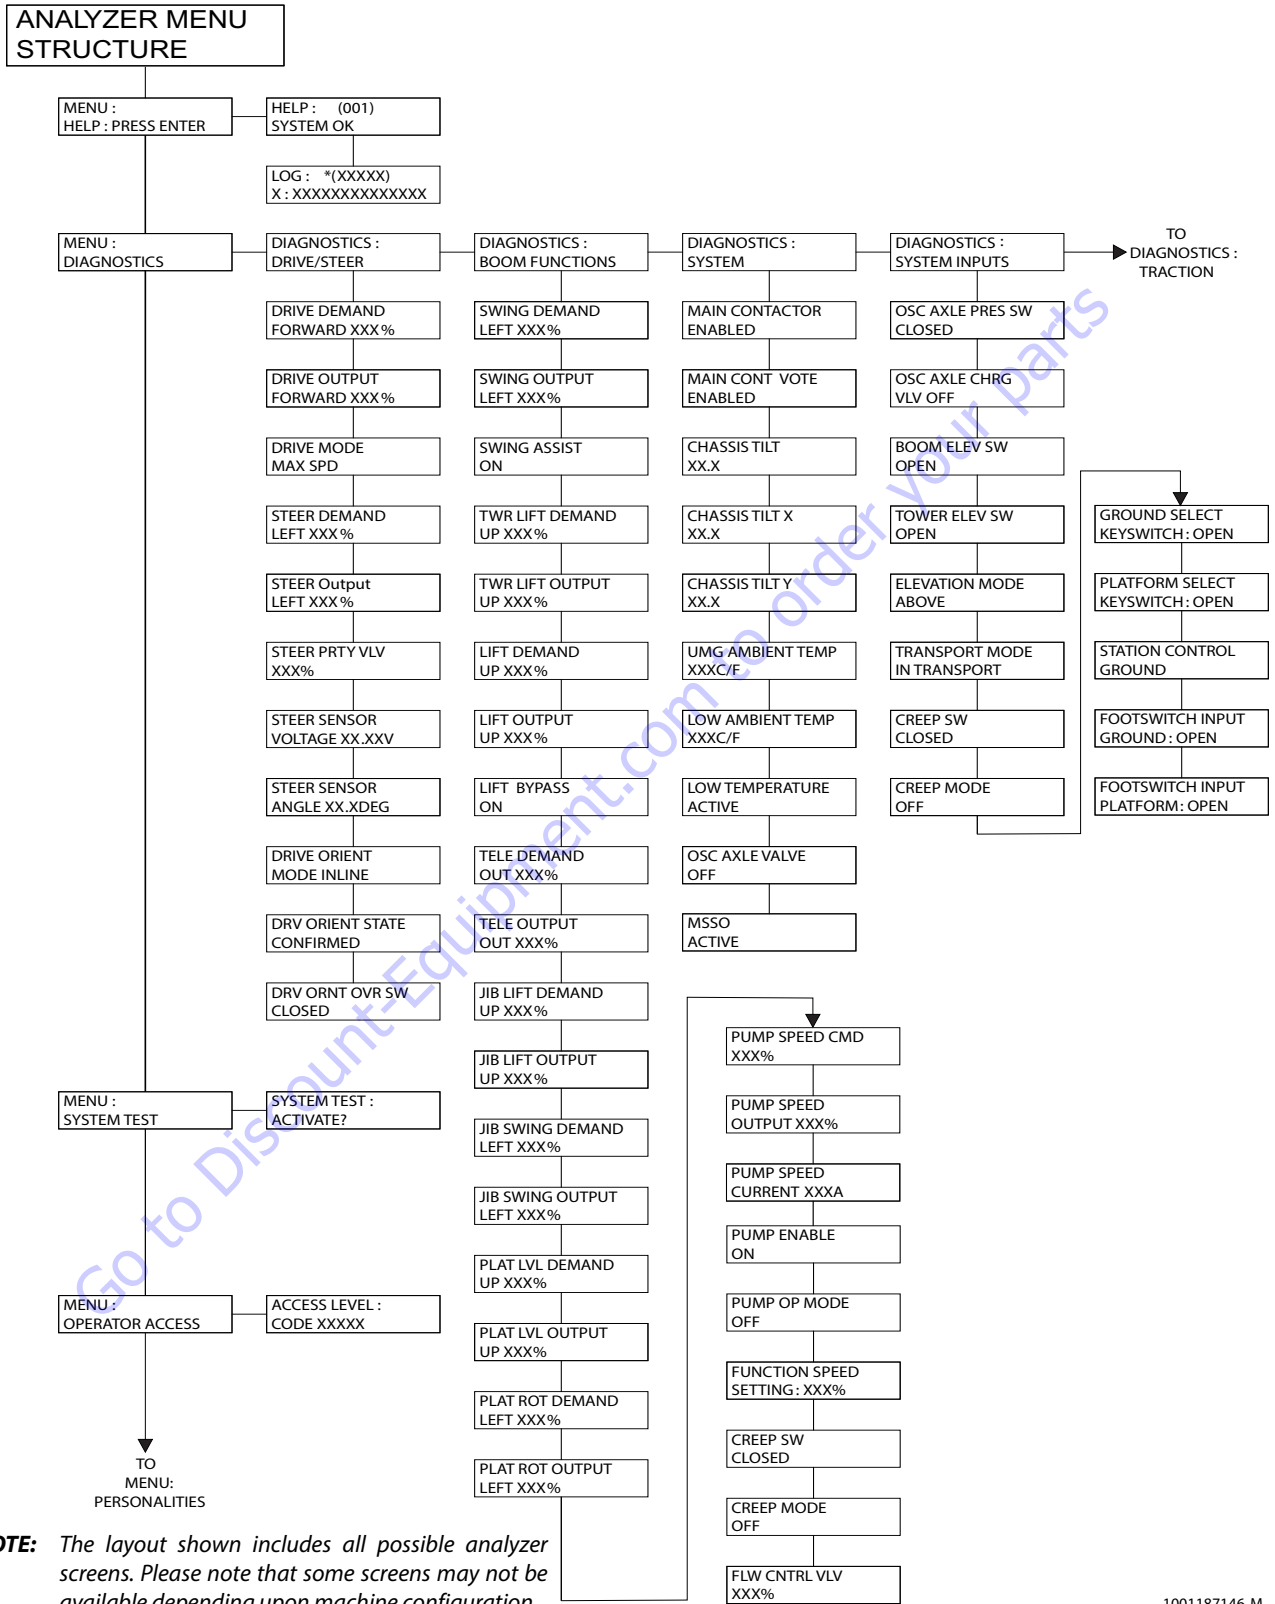 ANALYZER MENU
STRUCTURE
MENU :
HELP : PRESS ENTER
HELP : (001)
SYSTEM OK
LOG : *(XXXXX)
X : XXXXXXXXXXXXXX
MENU :
DIAGNOSTICS
DIAGNOSTICS :
DRIVE/STEER
DRIVE DEMAND
FORWARD XXX%
DRIVE OUTPUT
FORWARD XXX%
DRIVE MODE
MAX SPD
STEER DEMAND
LEFT XXX%
STEER Output
LEFT XXX%
STEER PRTY VLV
XXX%
STEER SENSOR
VOLTAGE XX.XXV
STEER SENSOR
ANGLE XX.XDEG
DRIVE ORIENT
MODE INLINE
DRV ORIENT STATE
CONFIRMED
DRV ORNT OVR SW
CLOSED
DIAGNOSTICS :
BOOM FUNCTIONS
SWING DEMAND
LEFT XXX%
SWING OUTPUT
LEFT XXX%
SWING ASSIST
ON
TWR LIFT DEMAND
UP XXX%
TWR LIFT OUTPUT
UP XXX%
LIFT DEMAND
UP XXX%
LIFT OUTPUT
UP XXX%
LIFT BYPASS
ON
TELE DEMAND
OUT XXX%
TELE OUTPUT
OUT XXX%
JIB LIFT DEMAND
UP XXX%
JIB LIFT OUTPUT
UP XXX%
JIB SWING DEMAND
LEFT XXX%
JIB SWING OUTPUT
LEFT XXX%
PLAT LVL DEMAND
UP XXX%
PLAT LVL OUTPUT
UP XXX%
PLAT ROT DEMAND
LEFT XXX%
PLAT ROT OUTPUT
LEFT XXX%
PUMP SPEED CMD
XXX%
PUMP SPEED
OUTPUT XXX%
PUMP SPEED
CURRENT XXXA
PUMP ENABLE
ON
PUMP OP MODE
OFF
FUNCTION SPEED
SETTING: XXX%
CREEP SW
CLOSED
CREEP MODE
OFF
FLW CNTRL VLV
XXX%
DIAGNOSTICS :
SYSTEM
MAIN CONTACTOR
ENABLED
MAIN CONT VOTE
ENABLED
CHASSIS TILT
XX.X
CHASSIS TILT X
XX.X
CHASSIS TILT Y
XX.X
UMG AMBIENT TEMP
XXXC/F
LOW AMBIENT TEMP
XXXC/F
LOW TEMPERATURE
ACTIVE
OSC AXLE VALVE
OFF
MSSO
ACTIVE
DIAGNOSTICS :
SYSTEM INPUTS
OSC AXLE PRES SW
CLOSED
OSC AXLE CHRG
VLV OFF
BOOM ELEV SW
OPEN
TOWER ELEV SW
OPEN
ELEVATION MODE
ABOVE
TRANSPORT MODE
IN TRANSPORT
CREEP SW
CLOSED
CREEP MODE
OFF
GROUND SELECT
KEYSWITCH: OPEN
PLATFORM SELECT
KEYSWITCH: OPEN
STATION CONTROL
GROUND
FOOTSWITCH INPUT
GROUND: OPEN
FOOTSWITCH INPUT
PLATFORM: OPEN
TO
DIAGNOSTICS :
TRACTION
MENU :
SYSTEM TEST
SYSTEM TEST :
ACTIVATE?
MENU :
OPERATOR ACCESS
ACCESS LEVEL :
CODE XXXXX
TO
MENU:
PERSONALITIES
OTE: The layout shown includes all possible analyzer
screens. Please note that some screens may not be
available depending upon machine configuration.
1001187146-M
Go to Discount-Equipment.com to order your parts